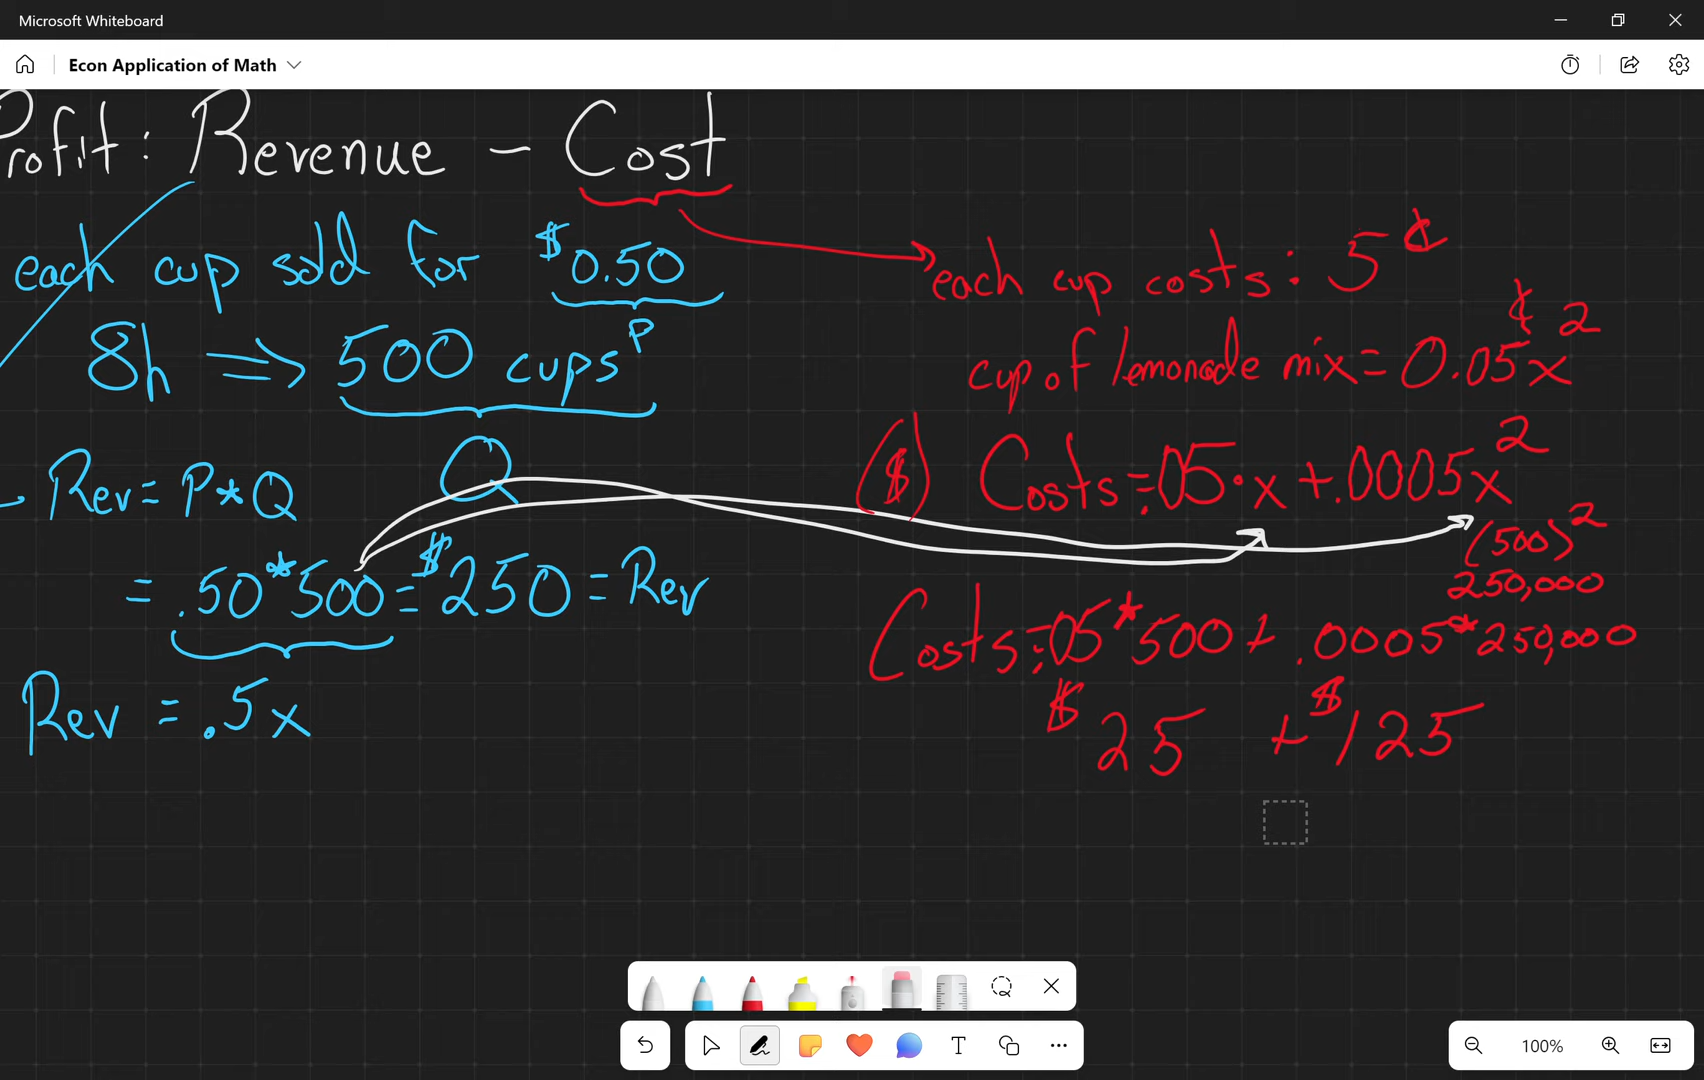 Microsoft Whiteboard
Econ Application of Math
Profit: Revenue - Cost
each cup sold for $0.50
P
8h => 500 cups
Q
Rev = P*Q
= .50*500 = $250 = Rev
Rev = .5x
each cup costs: 5¢
cup of lemonade mix = 0.05x² ¢
($) Costs = .05·x + .0005x²
(500)²
250,000
Costs = .05*500 + .0005*250,000
$25 + $125
T
100%